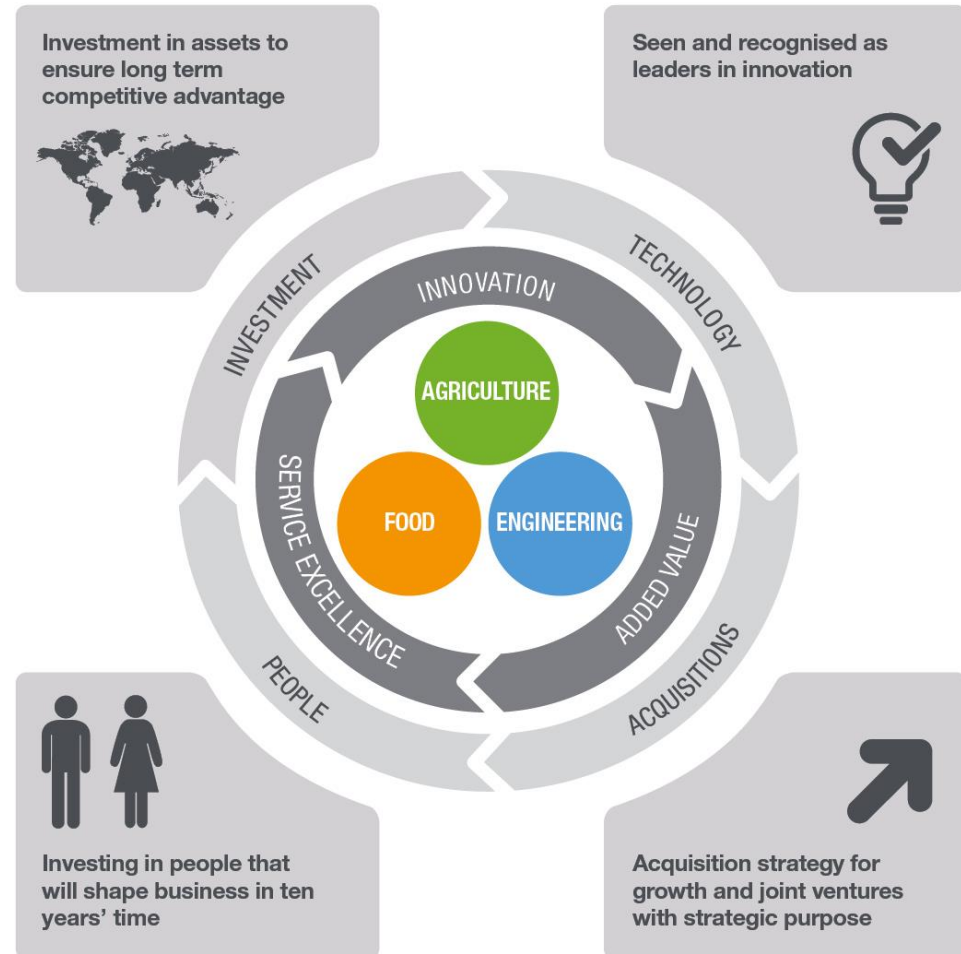 Investment in assets to
ensure long term
competitive advantage
Seen and recognised as
leaders in innovation
INVESTMENT
TECHNOLOGY
INNOVATION
AGRICULTURE
SERVICE EXCELLENCE
FOOD
ENGINEERING
ADDED VALUE
PEOPLE
ACQUISITIONS
Investing in people that
will shape business in ten
years’ time
Acquisition strategy for
growth and joint ventures
with strategic purpose